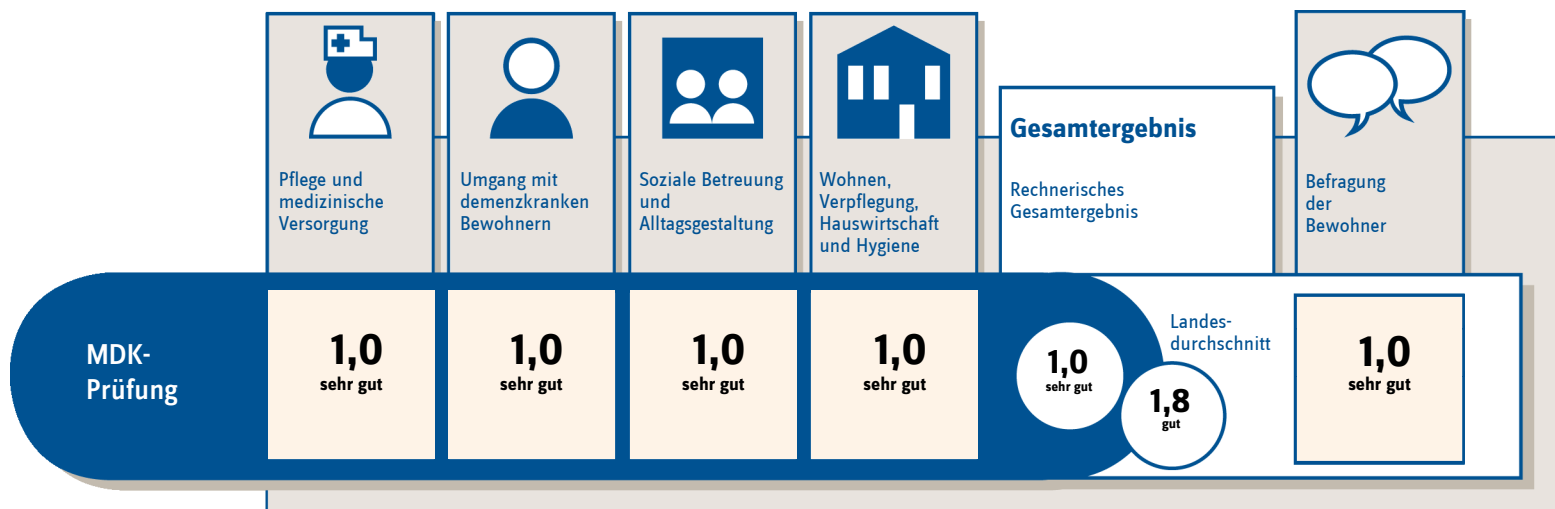 Pflege und
medizinische
Versorgung
Umgang mit
demenzkranken
Bewohnern
Soziale Betreuung
und
Alltagsgestaltung
Wohnen,
Verpflegung,
Hauswirtschaft
und Hygiene
Gesamtergebnis
Rechnerisches
Gesamtergebnis
Befragung
der
Bewohner
MDK-
Prüfung
1,0
sehr gut
1,0
sehr gut
1,0
sehr gut
1,0
sehr gut
1,0
sehr gut
Landes-
durchschnitt
1,8
gut
1,0
sehr gut